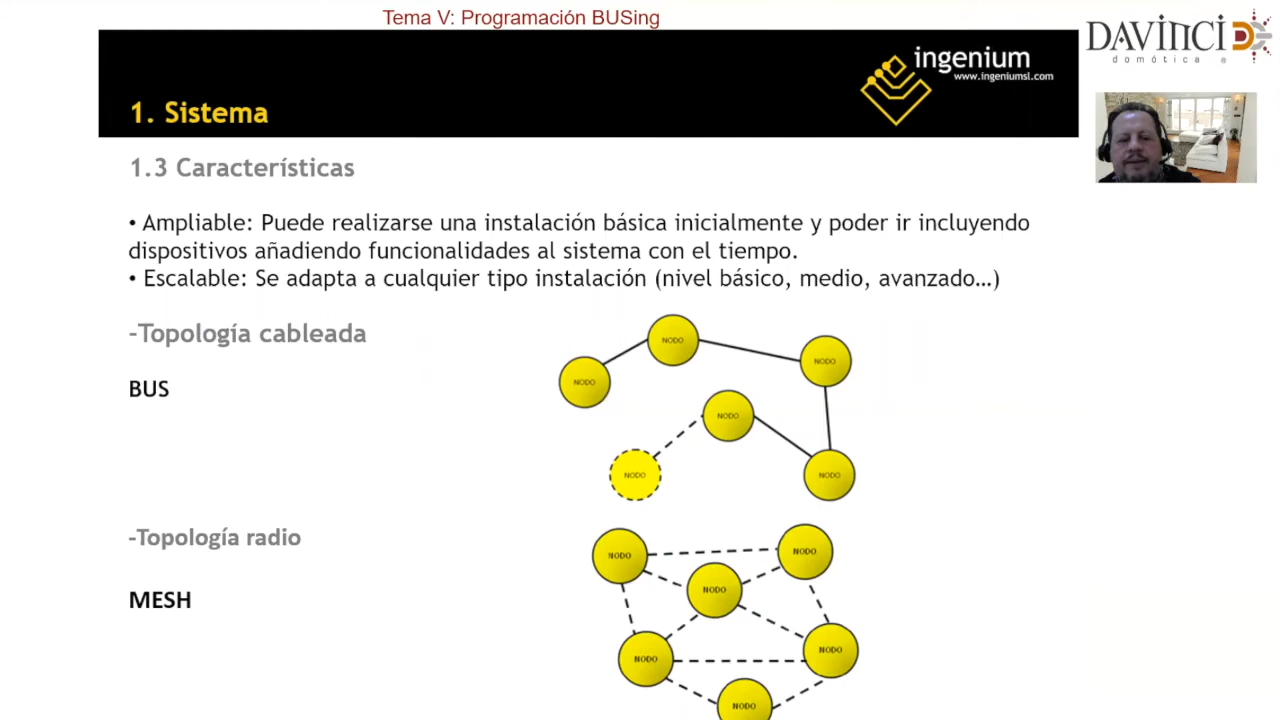 Tema V: Programación BUSing
DAVINCI
domótica ®
ingenium
www.ingeniumsl.com
1. Sistema
1.3 Características
• Ampliable: Puede realizarse una instalación básica inicialmente y poder ir incluyendo
dispositivos añadiendo funcionalidades al sistema con el tiempo.
• Escalable: Se adapta a cualquier tipo instalación (nivel básico, medio, avanzado…)
-Topología cableada
BUS
NODO
NODO
NODO
NODO
NODO
NODO
-Topología radio
MESH
NODO
NODO
NODO
NODO
NODO
NODO